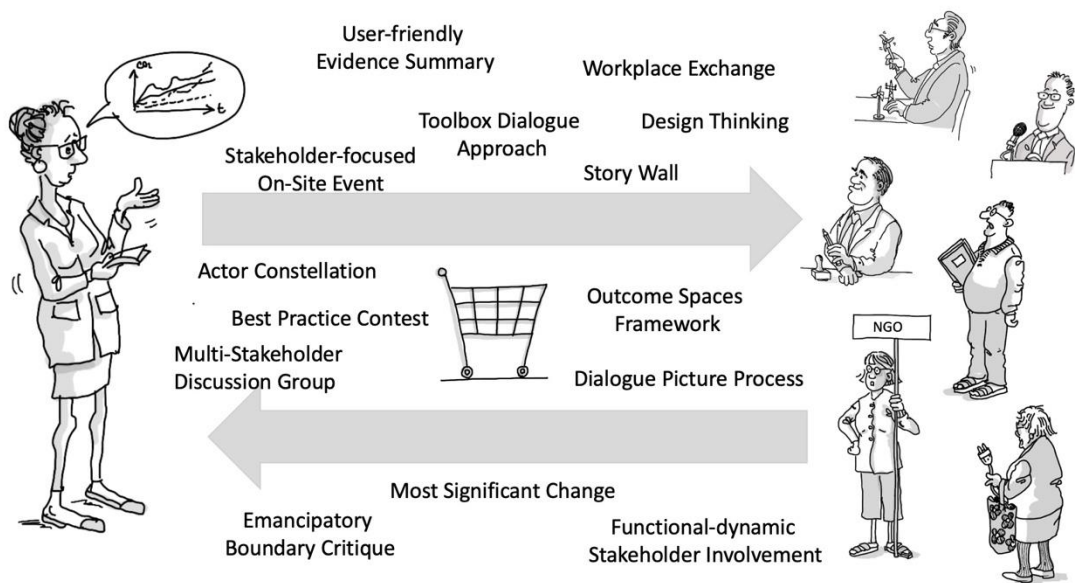 User-friendly
Evidence Summary
Workplace Exchange
CO₂
t
Toolbox Dialogue
Approach
Design Thinking
Stakeholder-focused
On-Site Event
Story Wall
Actor Constellation
Best Practice Contest
Outcome Spaces
Framework
NGO
Multi-Stakeholder
Discussion Group
Dialogue Picture Process
Most Significant Change
Emancipatory
Boundary Critique
Functional-dynamic
Stakeholder Involvement